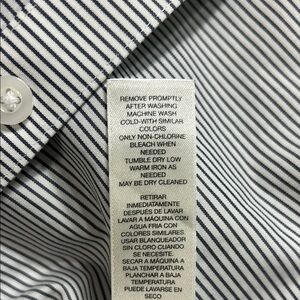 REMOVE PROMPTLY
AFTER WASHING
MACHINE WASH
COLD-WITH SIMILAR
COLORS
ONLY NON-CHLORINE
BLEACH WHEN
NEEDED
TUMBLE DRY LOW
WARM IRON AS
NEEDED
MAY BE DRY CLEANED
RETIRAR
INMEDIATAMENTE
DESPUÉS DE LAVAR
LAVAR A MÁQUINA CON
AGUA FRIA CON
COLORES SIMILARES
USAR BLANQUEADOR
SIN CLORO CUANDO
SE NECESITE.
SECAR A MÁQUINA A
BAJA TEMPERATURA
PLANCHAR A BAJA
TEMPERATURA
PUEDE LAVARSE EN
SECO